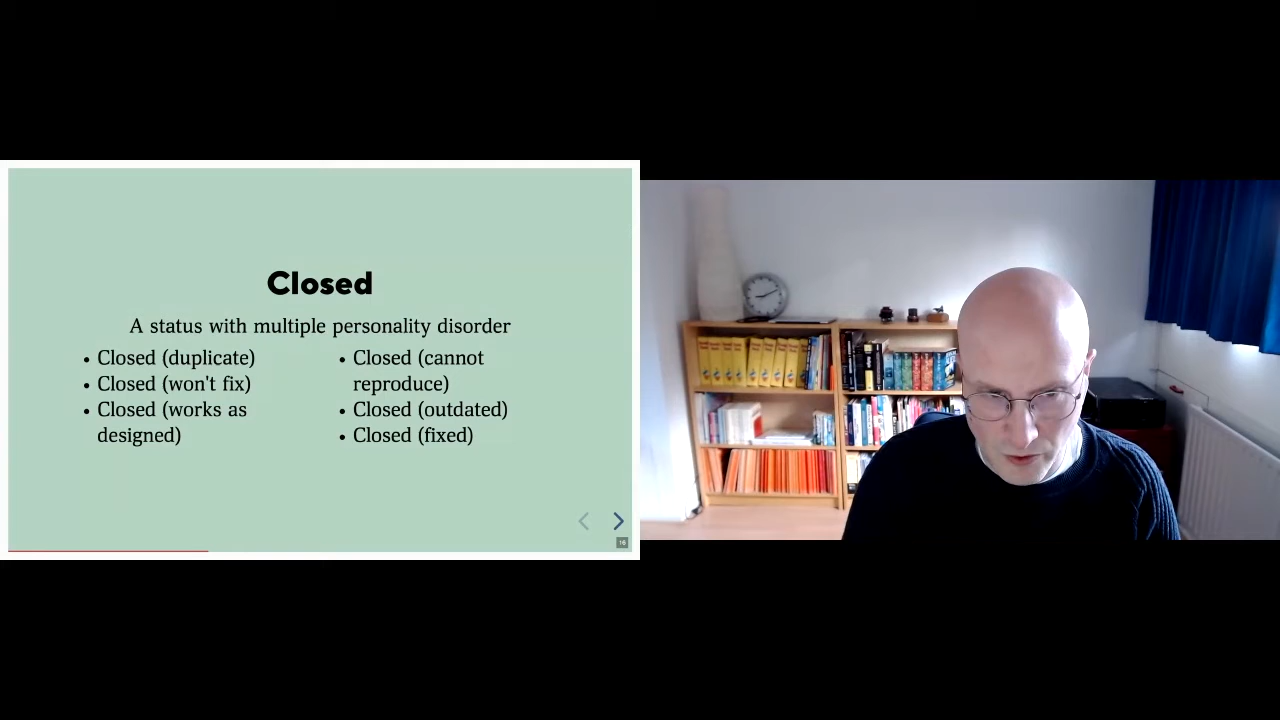 Closed
A status with multiple personality disorder
• Closed (duplicate)
• Closed (won't fix)
• Closed (works as
designed)
• Closed (cannot
reproduce)
• Closed (outdated)
• Closed (fixed)
16